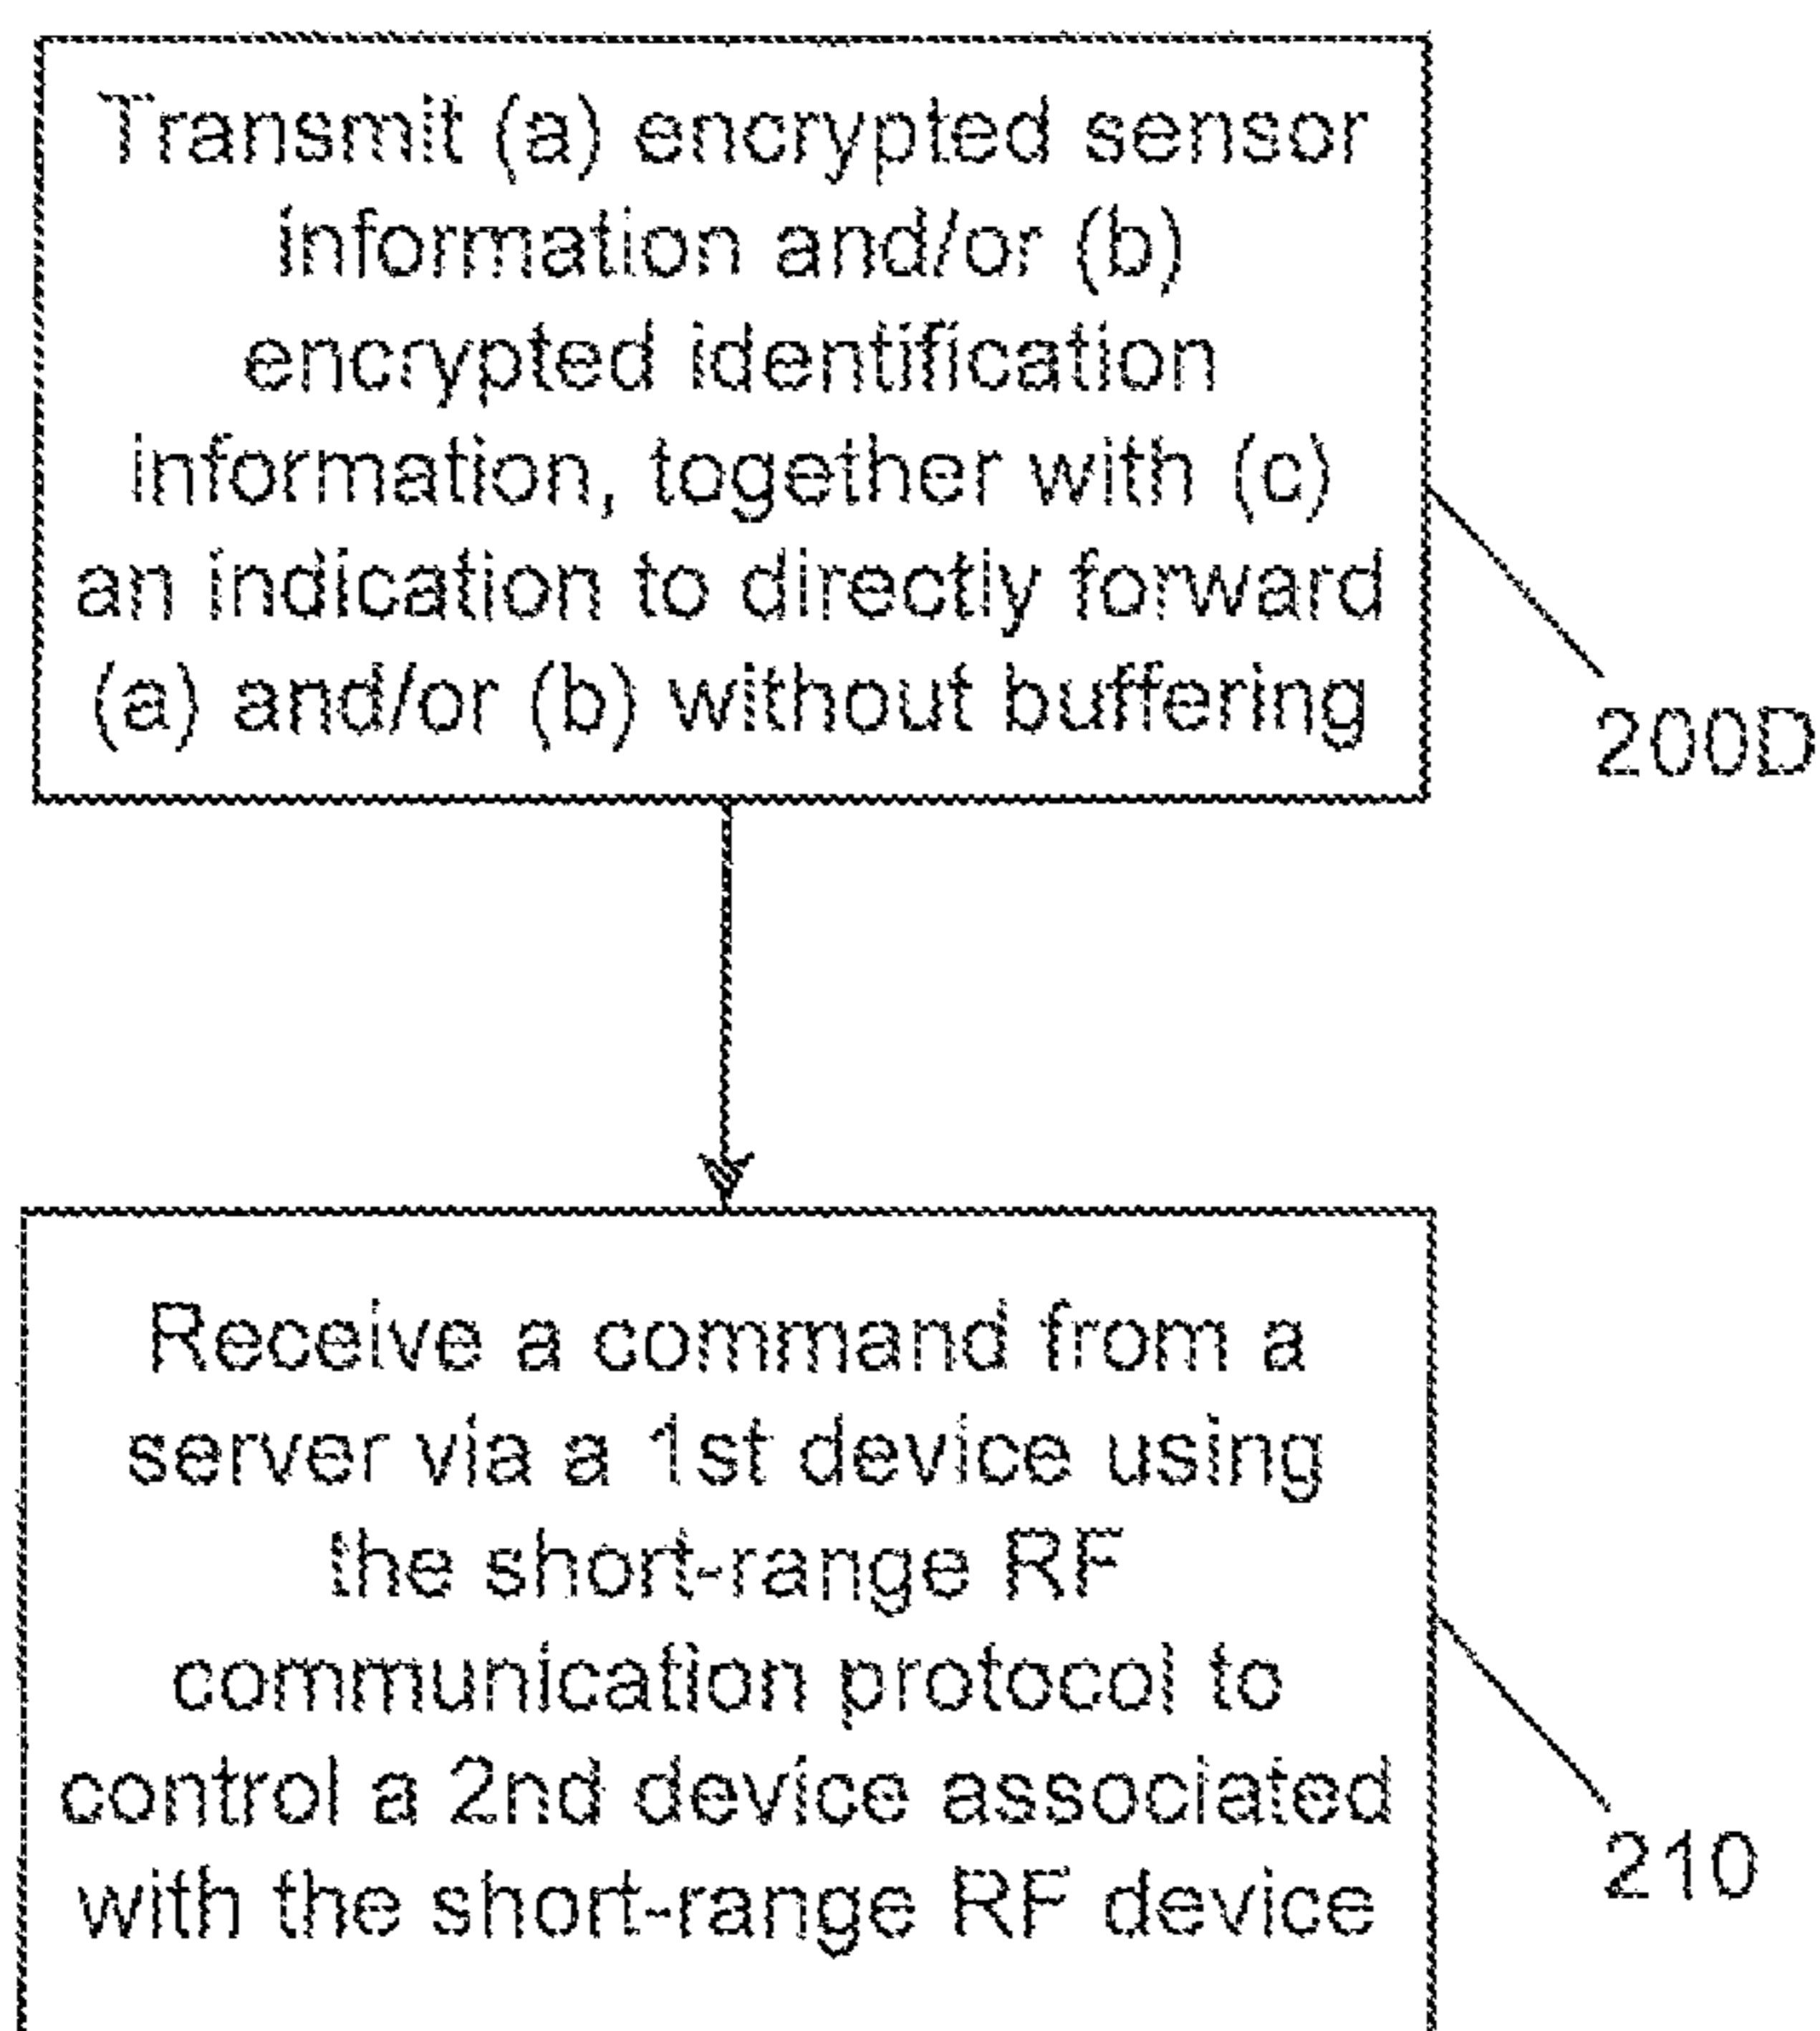 Transmit (a) encrypted sensor
information and/or (b)
encrypted identification
information, together with (c)
an indication to directly forward
(a) and/or (b) without buffering
200D
Receive a command from a
server via a 1st device using
the short-range RF
communication protocol to
control a 2nd device associated
with the short-range RF device
210